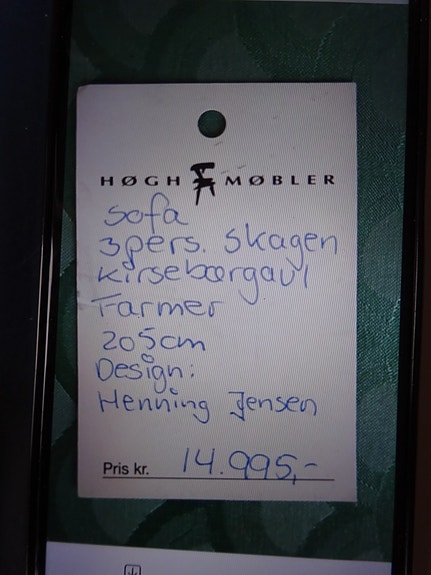 HØGH MØBLER
Sofa
3pers. Skagen
Kirsebærgavl
Farmer
205cm
Design:
Henning Jensen
Pris kr. 14.995,-